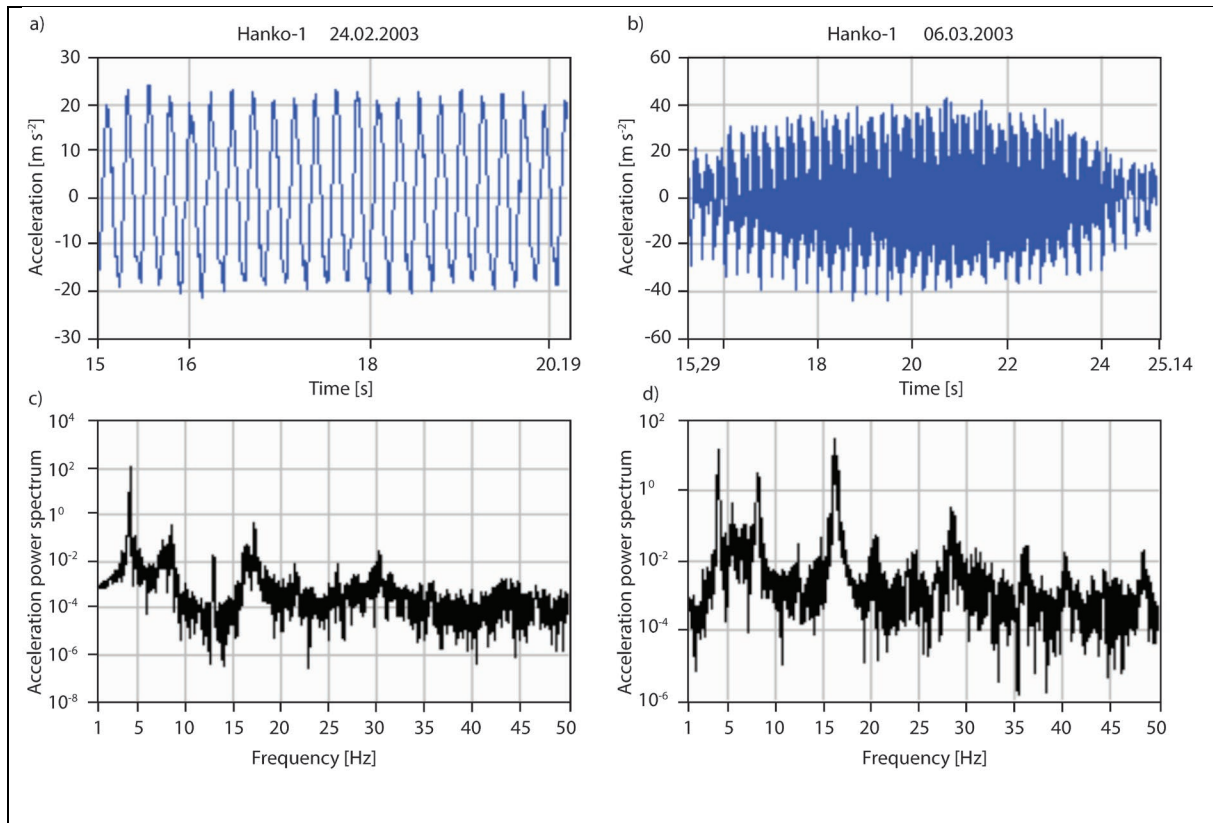 a)
Hanko-1 24.02.2003
30
20
10
0
-10
-20
-30
Acceleration [m s-2]
15 16 18 20.19
Time [s]
b)
Hanko-1 06.03.2003
60
40
20
0
-20
-40
-60
Acceleration [m s-2]
15,29 18 20 22 24 25.14
Time [s]
c)
10⁴
10²
10⁰
10⁻²
10⁻⁴
10⁻⁶
10⁻⁸
Acceleration power spectrum
1 5 10 15 20 25 30 35 40 45 50
Frequency [Hz]
d)
10²
10⁰
10⁻²
10⁻⁴
10⁻⁶
Acceleration power spectrum
1 5 10 15 20 25 30 35 40 45 50
Frequency [Hz]